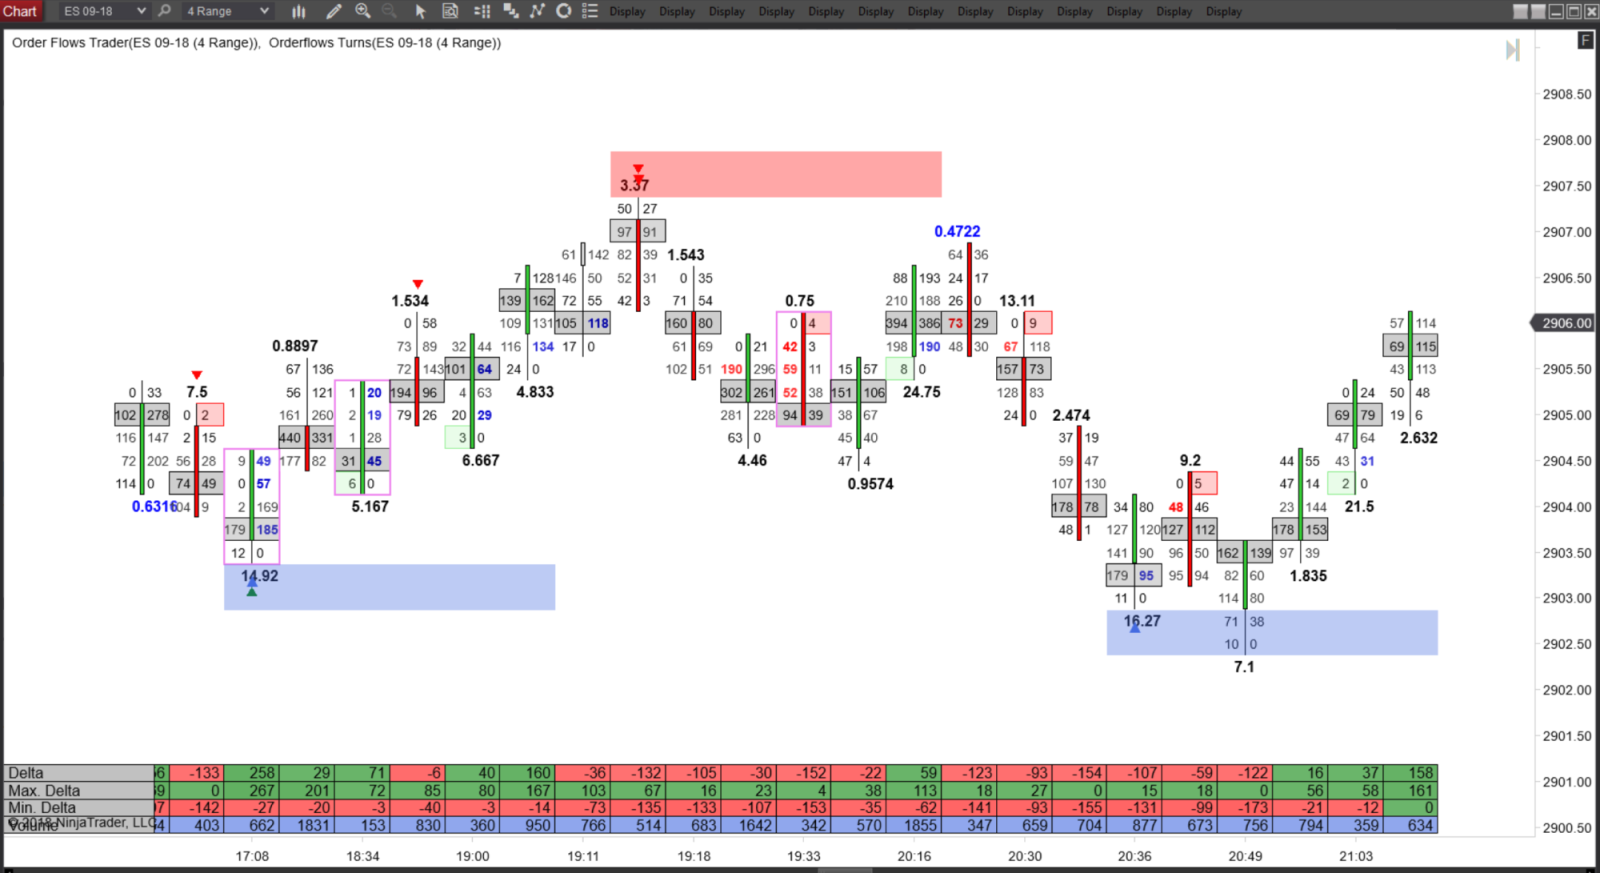 Chart ES 09-18 4 Range Display Display Display Display Display Display Display Display Display Display Display Display Display
Order Flows Trader(ES 09-18 (4 Range)), Orderflows Turns(ES 09-18 (4 Range))
F
2908.50
2908.00
3.37 2907.50
50 27
0.4722 97 91 2907.00
61 142 82 39 1.543 64 36
7 128 146 50 52 31 0 35 88 193 24 17 2906.50
1.534 139 162 72 55 42 3 71 54 0.75 210 188 26 0 13.11
0 58 109 131 105 118 160 80 0 4 394 386 73 29 0 9 57 114 2906.00
0.8897 73 89 32 44 116 134 17 0 61 69 0 21 42 3 198 190 48 30 67 118 69 115
67 136 72 143 101 64 24 0 102 51 190 296 59 11 15 57 8 0 157 73 43 113 2905.50
0 33 7.5 56 121 1 20 194 96 4 63 4.833 302 261 52 38 151 106 24.75 128 83 0 24 50 48
102 278 0 2 161 260 2 19 79 26 20 29 281 228 94 39 38 67 24 0 2.474 69 79 19 6 2905.00
116 147 2 15 440 331 1 28 3 0 63 0 45 40 37 19 47 64 2.632
72 202 56 28 9 49 177 82 31 45 6.667 4.46 47 4 59 47 9.2 44 55 43 31 2904.50
114 0 74 49 0 57 6 0 0.9574 107 130 0 5 47 14 2 0
0.6316 104 9 2 169 5.167 178 78 34 80 48 46 23 144 21.5 2904.00
179 185 48 1 127 120 127 112 178 153
12 0 141 90 96 50 162 139 97 39 2903.50
14.92 179 95 95 94 82 60 1.835
11 0 114 80 2903.00
16.27 71 38
10 0 2902.50
7.1
2902.00
2901.50
Delta 6 -133 258 29 71 -6 40 160 -36 -132 -105 -30 -152 -22 59 -123 -93 -154 -107 -59 -122 16 37 158
Max. Delta 9 0 267 201 72 85 80 167 103 67 16 23 4 38 113 18 27 0 15 18 0 56 58 161 2901.00
Min. Delta 7 -142 -27 -20 -3 -40 -3 -14 -73 -135 -133 -107 -153 -35 -62 -141 -93 -155 -131 -99 -173 -21 -12 0
Volume 4 403 662 1831 153 830 360 950 766 514 683 1642 342 570 1855 347 659 704 877 673 756 794 359 634 2900.50
© 2018 NinjaTrader, LLC
17:08 18:34 19:00 19:11 19:18 19:33 20:16 20:30 20:36 20:49 21:03